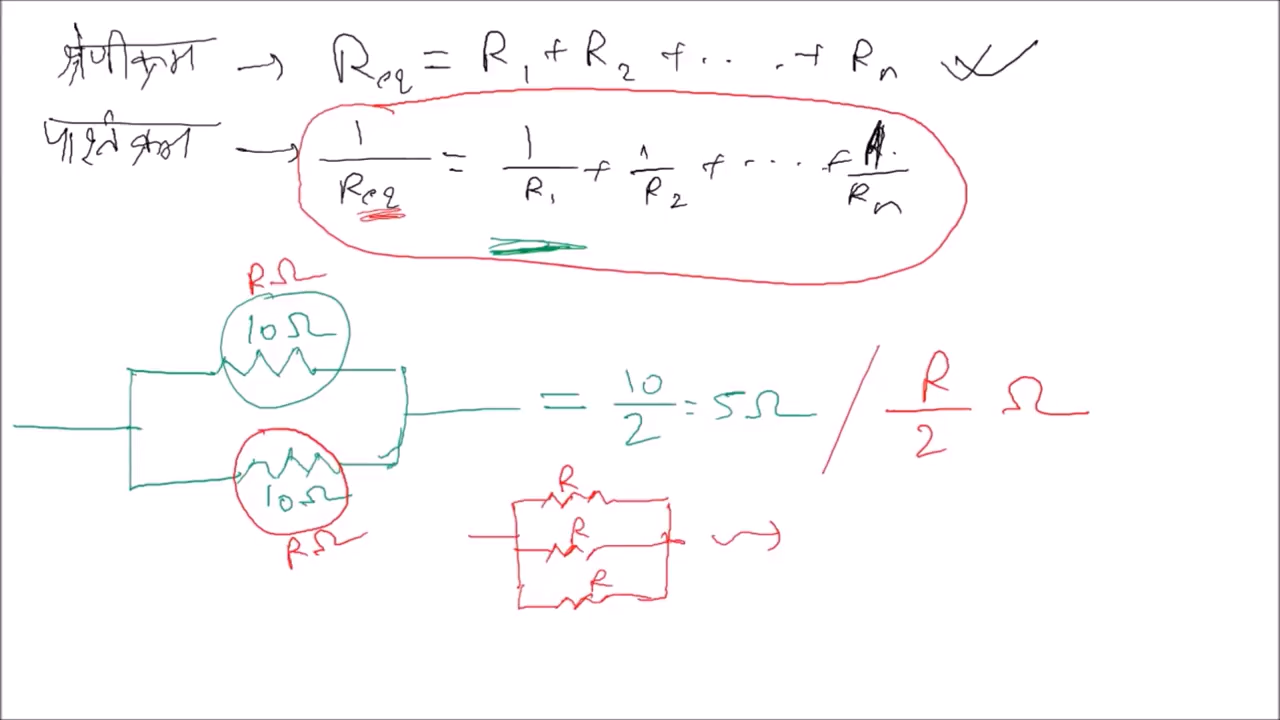 श्रेणीक्रम → Req = R₁ + R₂ + ... + Rn
पार्श्वक्रम → 1/Req = 1/R₁ + 1/R₂ + ... + 1/Rn
RΩ
10Ω
= 10/2 = 5Ω / R/2 Ω
10Ω
RΩ
R
R
R